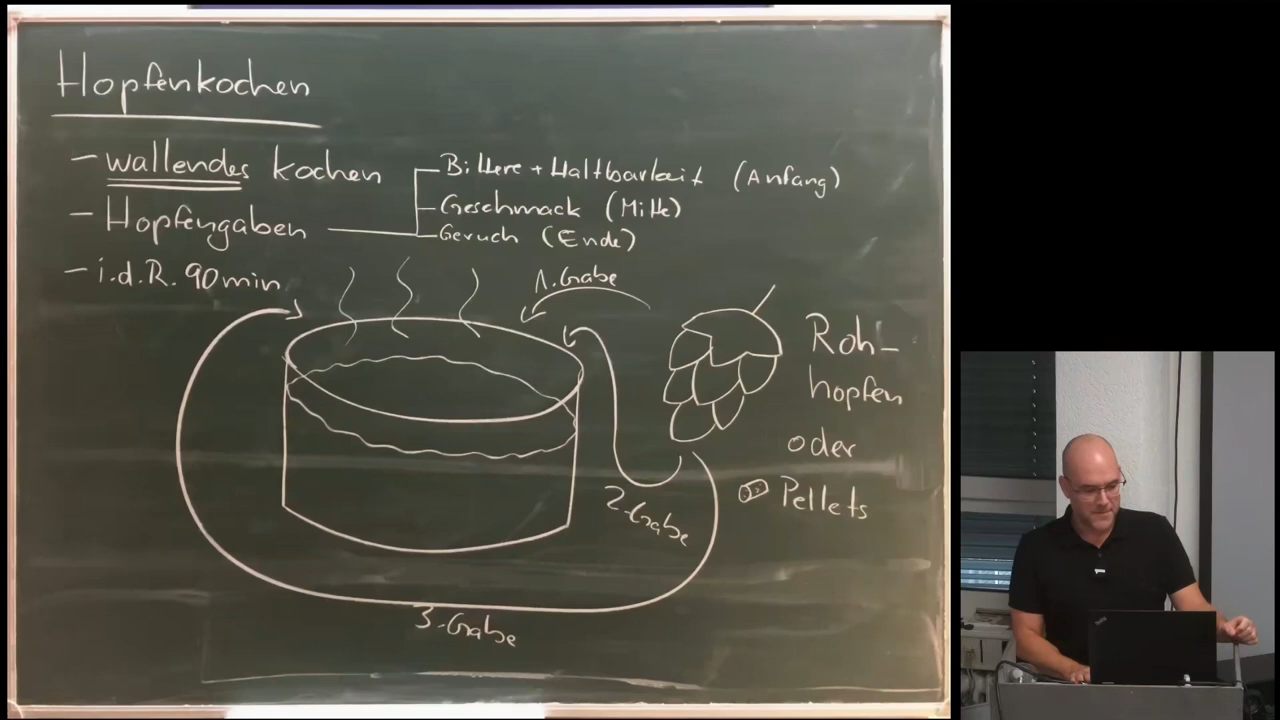 Hopfenkochen
- wallendes kochen
- Hopfengaben
Bittere + Haltbarkeit (Anfang)
Geschmack (Mitte)
Geruch (Ende)
- i.d.R. 90min
1. Gabe
Roh-
hopfen
oder
Pellets
2. Gabe
3. Gabe